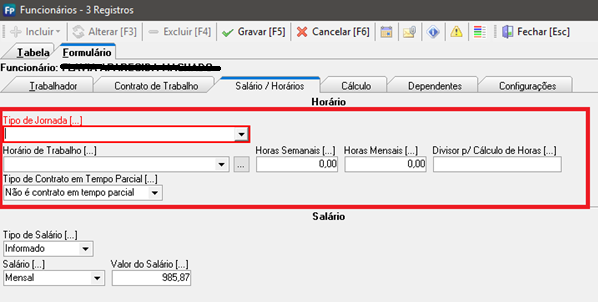 Fp Funcionários - 3 Registros
Incluir Alterar [F3] Excluir [F4] Gravar [F5] Cancelar [F6] Fechar [Esc]
Tabela Formulário
Funcionário:
Trabalhador Contrato de Trabalho Salário / Horários Cálculo Dependentes Configurações
Horário
Tipo de Jornada [...]
Horário de Trabalho [...] Horas Semanais [...] Horas Mensais [...] Divisor p/ Cálculo de Horas [...]
... 0,00 0,00
Tipo de Contrato em Tempo Parcial [...]
Não é contrato em tempo parcial
Salário
Tipo de Salário [...]
Informado
Salário [...] Valor do Salário [...]
Mensal 985,87